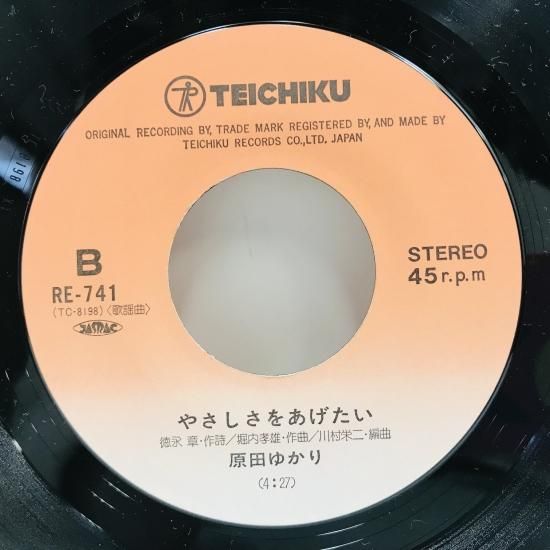 TEICHIKU
ORIGINAL RECORDING BY, TRADE MARK REGISTERED BY, AND MADE BY
TEICHIKU RECORDS CO.,LTD. JAPAN
B
RE-741
(TC-8198)〈歌謡曲〉
JASRAC
STEREO
45 r.p.m
やさしさをあげたい
徳永 章・作詩/堀内孝雄・作曲/川村栄二・編曲
原田ゆかり
(4:27)